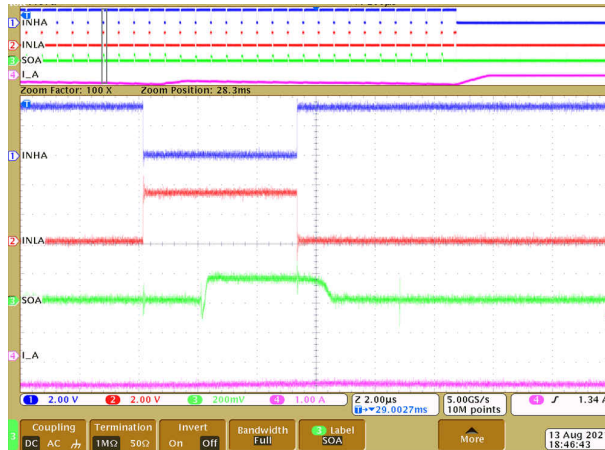 1 INHA
2 INLA
3 SOA
4 I_A
Zoom Factor: 100 X Zoom Position: 28.3ms
1 INHA
2 INLA
3 SOA
4 I_A
1 2.00 V 2 2.00 V 3 200mV 4 1.00 A Z 2.00µs 5.00GS/s 4 1.34 A
T→▼29.0027ms 10M points
Coupling Termination Invert Bandwidth 3 Label More
DC AC 1MΩ 50Ω On Off Full SOA
3
13 Aug 202
18:46:43